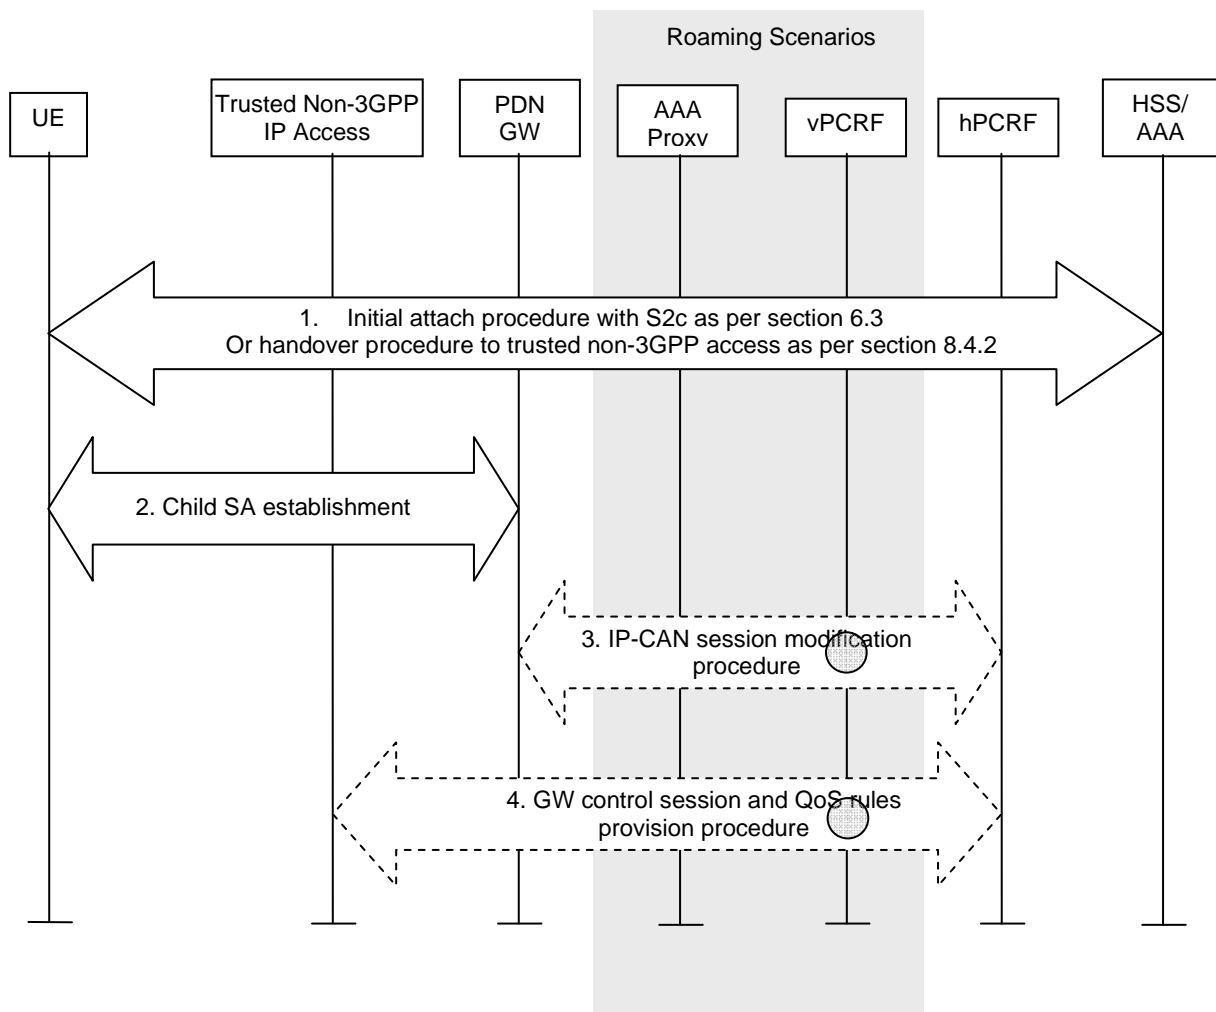 Roaming Scenarios
UE
Trusted Non-3GPP
IP Access
PDN
GW
AAA
Proxv
vPCRF
hPCRF
HSS/
AAA
1. Initial attach procedure with S2c as per section 6.3
Or handover procedure to trusted non-3GPP access as per section 8.4.2
2. Child SA establishment
3. IP-CAN session modification
procedure
4. GW control session and QoS rules
provision procedure